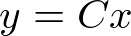 y = Cx